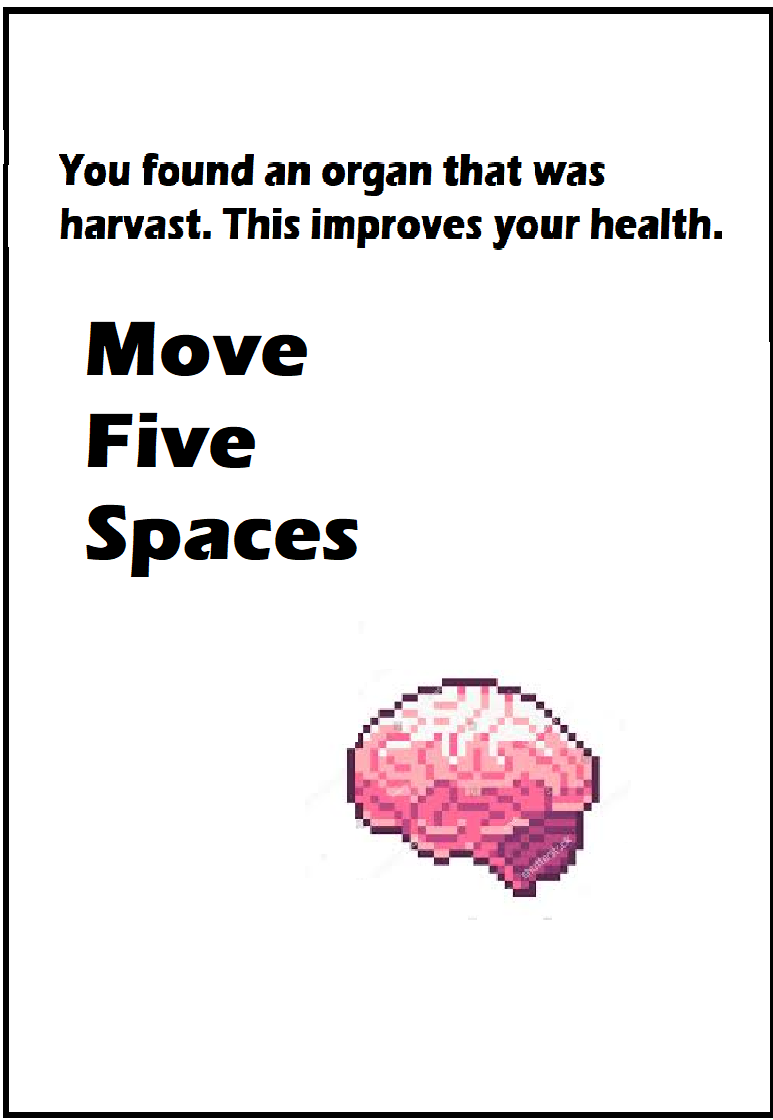 You found an organ that was
harvast. This improves your health.
Move
Five
Spaces
shutterstock